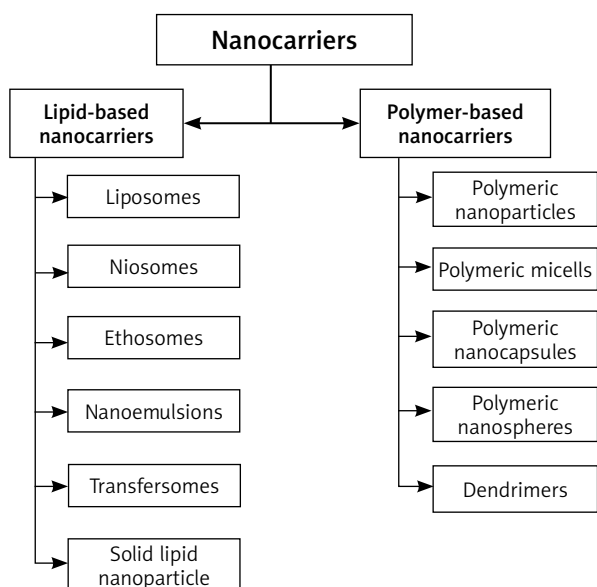 Nanocarriers
Lipid-based
nanocarriers
Liposomes
Niosomes
Ethosomes
Nanoemulsions
Transfersomes
Solid lipid
nanoparticle
Polymer-based
nanocarriers
Polymeric
nanoparticles
Polymeric micells
Polymeric
nanocapsules
Polymeric
nanospheres
Dendrimers